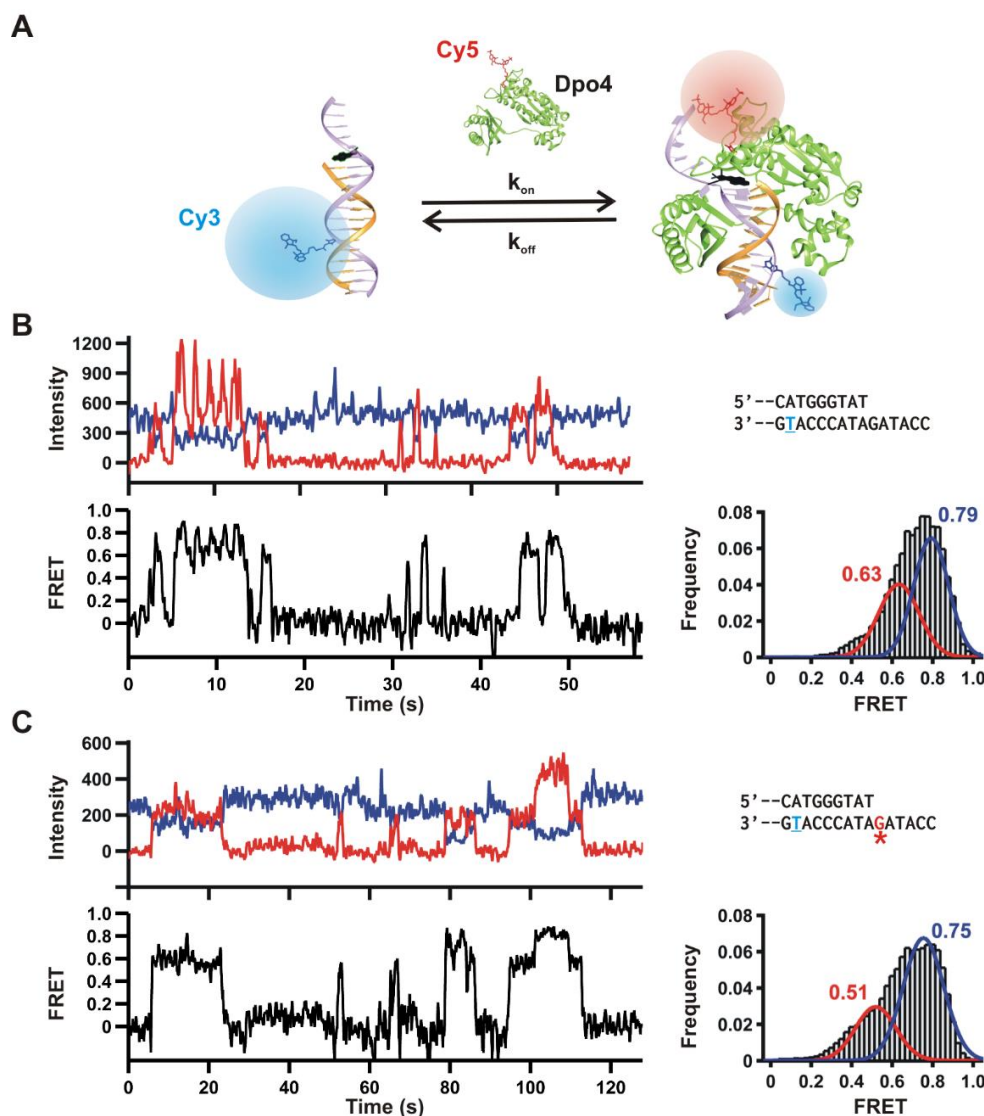 A
Cy5
Dpo4
Cy3
kon
koff
B
1200
900
600
300
0
Intensity
1.0
0.8
0.6
0.4
0.2
0
FRET
0
10
20
30
40
50
Time (s)
5’--CATGGGTAT
3’--GTACCCATAGATACC
0.08
0.06
0.04
0.02
0
Frequency
0.63
0.79
0
0.2
0.4
0.6
0.8
1.0
FRET
C
600
400
200
0
Intensity
1.0
0.8
0.6
0.4
0.2
0
FRET
0
20
40
60
80
100
120
Time (s)
5’--CATGGGTAT
3’--GTACCCATAGATACC
*
0.08
0.06
0.04
0.02
0
Frequency
0.51
0.75
0
0.2
0.4
0.6
0.8
1.0
FRET